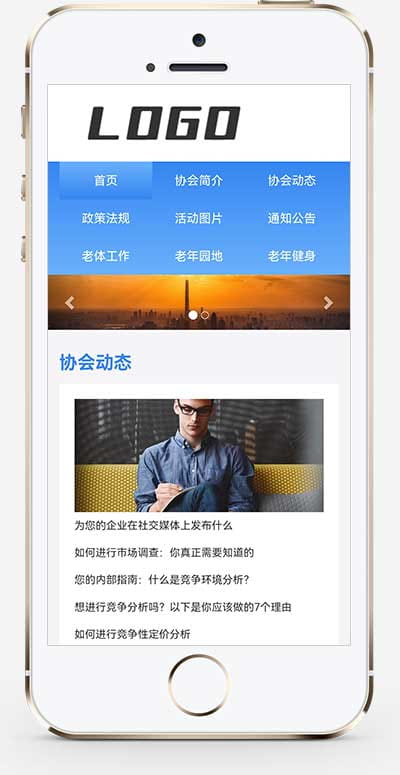 LOGO
首页 协会简介 协会动态
政策法规 活动图片 通知公告
老体工作 老年园地 老年健身
协会动态
为您的企业在社交媒体上发布什么
如何进行市场调查：你真正需要知道的
您的内部指南：什么是竞争环境分析?
想进行竞争分析吗？以下是你应该做的7个理由
如何进行竞争性定价分析